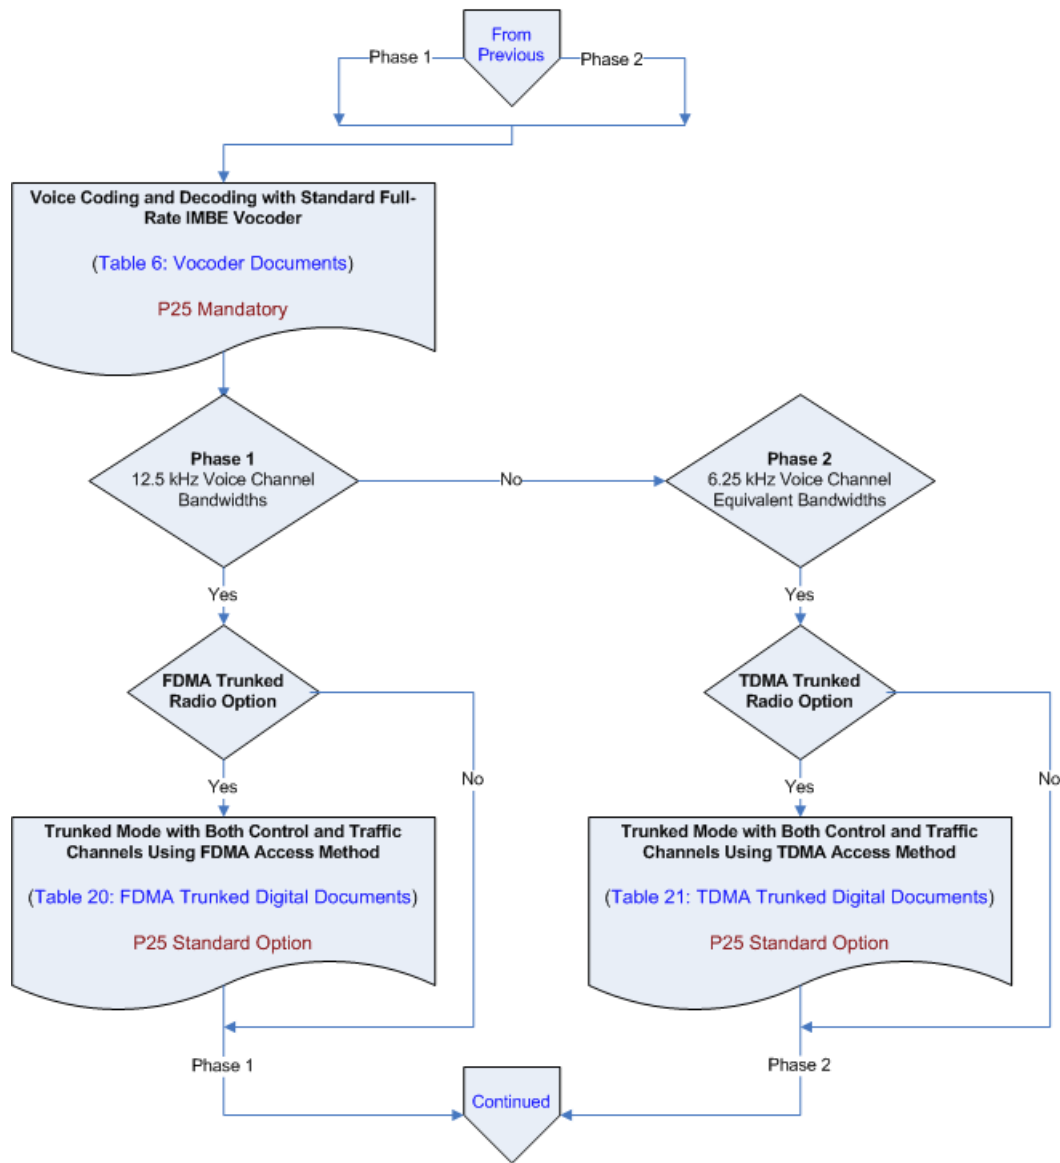 From
Previous
Phase 1
Phase 2
Voice Coding and Decoding with Standard Full-
Rate IMBE Vocoder
(Table 6: Vocoder Documents)
P25 Mandatory
Phase 1
12.5 kHz Voice Channel
Bandwidths
No
Phase 2
6.25 kHz Voice Channel
Equivalent Bandwidths
Yes
Yes
FDMA Trunked
Radio Option
TDMA Trunked
Radio Option
No
No
Yes
Yes
Trunked Mode with Both Control and Traffic
Channels Using FDMA Access Method
(Table 20: FDMA Trunked Digital Documents)
P25 Standard Option
Trunked Mode with Both Control and Traffic
Channels Using TDMA Access Method
(Table 21: TDMA Trunked Digital Documents)
P25 Standard Option
Phase 1
Phase 2
Continued